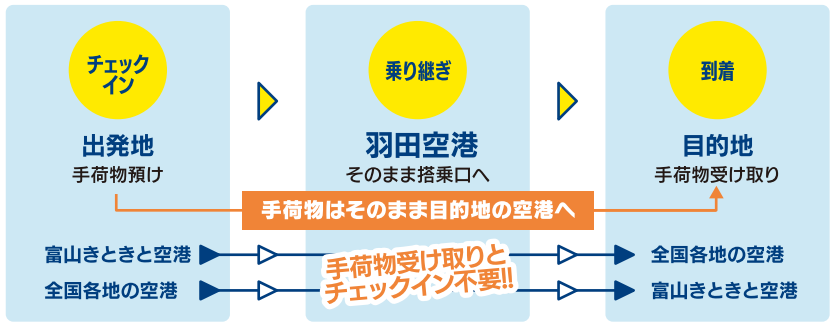 チェック
イン
出発地
手荷物預け
乗り継ぎ
羽田空港
そのまま搭乗口へ
到着
目的地
手荷物受け取り
手荷物はそのまま目的地の空港へ
富山きときと空港
全国各地の空港
手荷物受け取りと
チェックイン不要!!
全国各地の空港
富山きときと空港